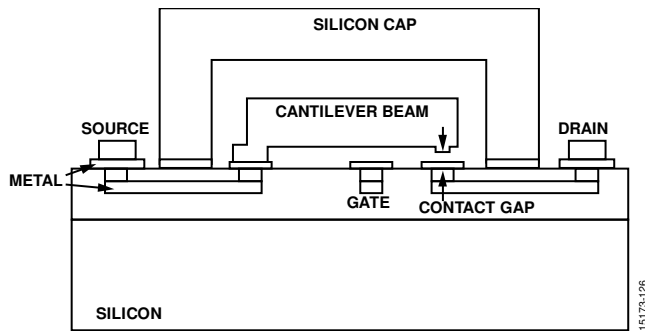 SILICON CAP
CANTILEVER BEAM
SOURCE
DRAIN
METAL
GATE
CONTACT GAP
SILICON
15173-126